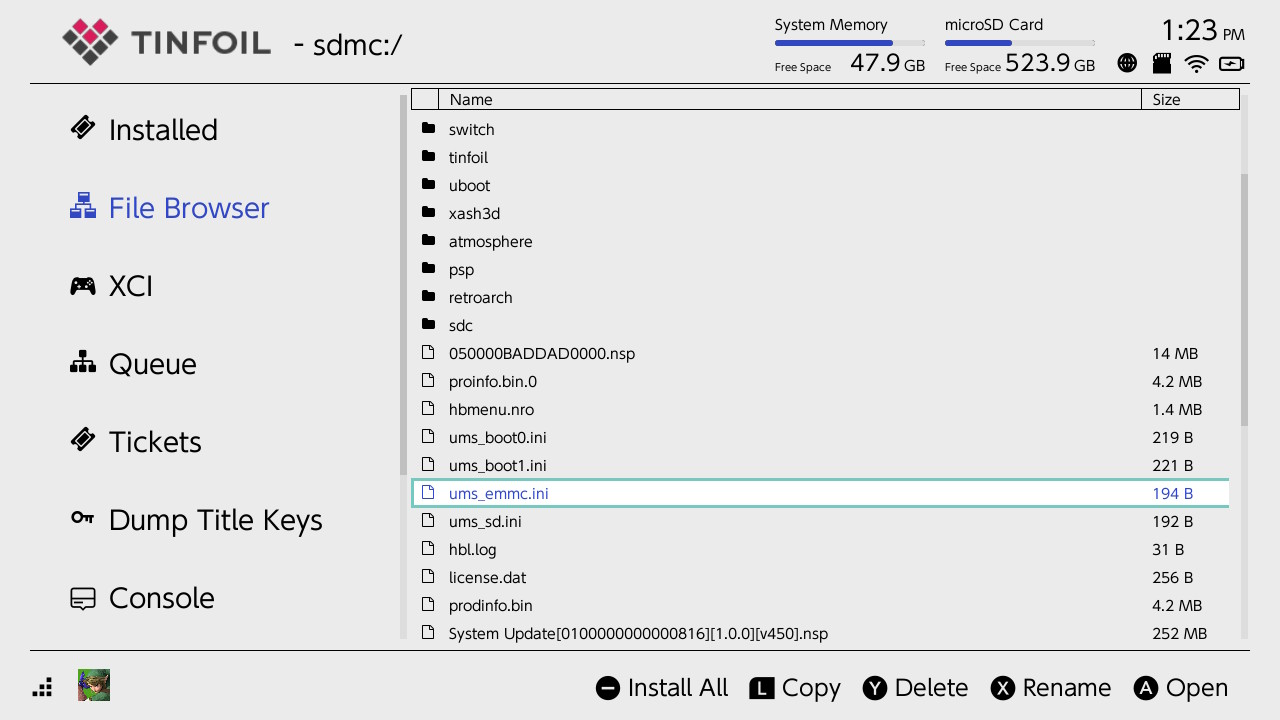 TINFOIL - sdmc:/
System Memory
Free Space 47.9 GB
microSD Card
Free Space 523.9 GB
1:23 PM
Installed
File Browser
XCI
Queue
Tickets
Dump Title Keys
Console
Name Size
switch
tinfoil
uboot
xash3d
atmosphere
psp
retroarch
sdc
050000BADDAD0000.nsp 14 MB
proinfo.bin.0 4.2 MB
hbmenu.nro 1.4 MB
ums_boot0.ini 219 B
ums_boot1.ini 221 B
ums_emmc.ini 194 B
ums_sd.ini 192 B
hbl.log 31 B
license.dat 256 B
prodinfo.bin 4.2 MB
System Update[0100000000000816][1.0.0][v450].nsp 252 MB
Install All L Copy Y Delete X Rename A Open